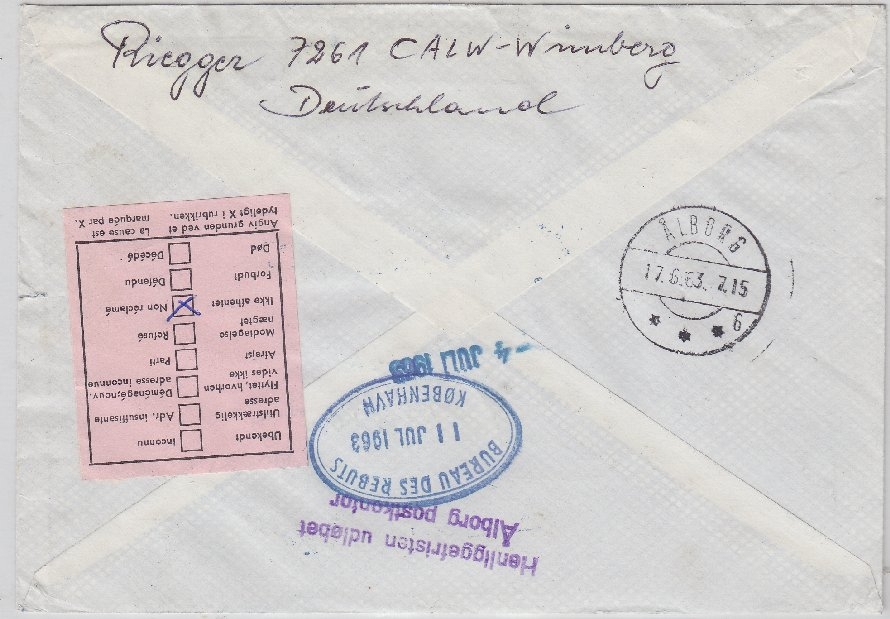 Riegger 7261 CALW-Wimberg
Deutschland
ÅLBORG
17.6.63. 7.15
6
Angiv grunden ved et tydeligt X i rubrikken.
La cause est marquée par X.
Død Décédé
Forbudt Défendu
Ikke afhentet Non réclamé
Modtagelse nægtet Refusé
Afrejst Parti
Flyttet, hvorhen vides ikke Déménagé,nouv. adresse inconnue
Utilstrækkelig adresse Adr. insuffisante
Ubekendt Inconnu
-4 JULI 1963
BUREAU DES REBUTS
11 JUL 1963
KØBENHAVN
Henliggefristen udløbet
Ålborg postkontor